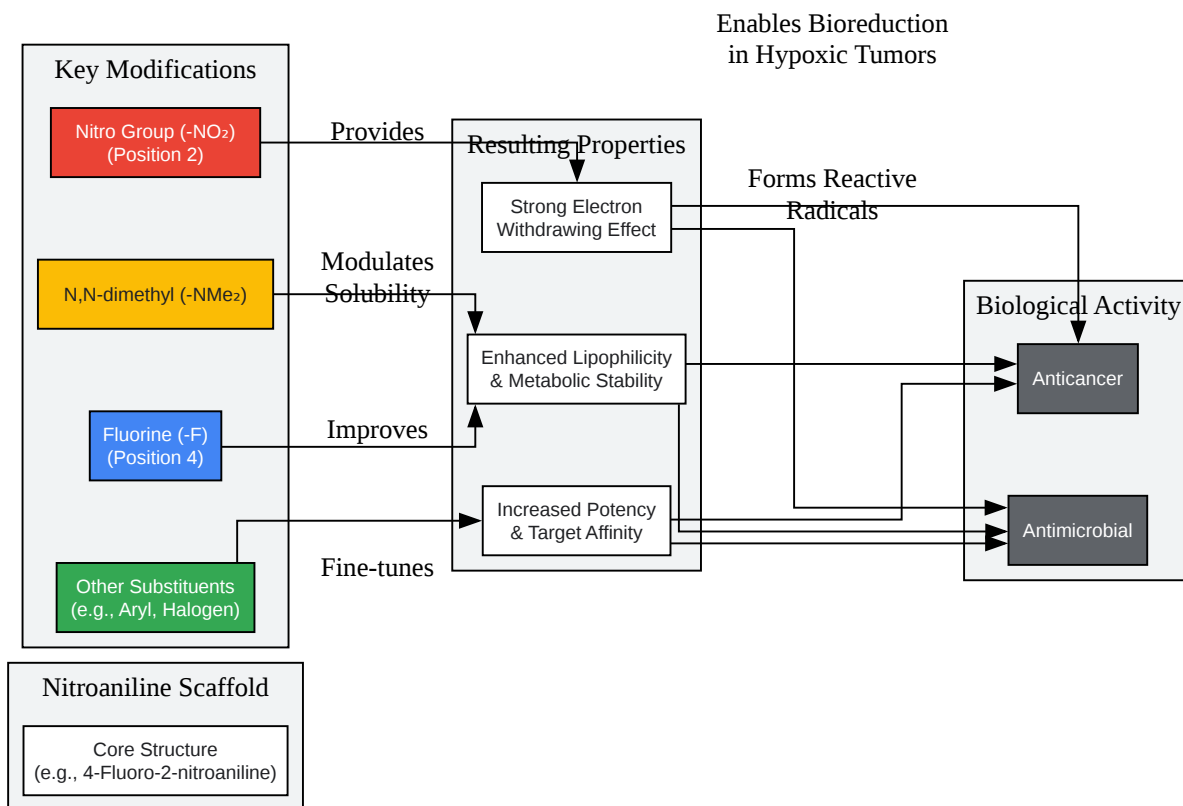 Enables Bioreduction
in Hypoxic Tumors
Key Modifications
Nitro Group (-NO₂)
(Position 2)
Provides
Resulting Properties
Strong Electron
Withdrawing Effect
Forms Reactive
Radicals
N,N-dimethyl (-NMe₂)
Modulates
Solubility
Biological Activity
Enhanced Lipophilicity
& Metabolic Stability
Anticancer
Fluorine (-F)
(Position 4)
Improves
Increased Potency
& Target Affinity
Antimicrobial
Fine-tunes
Other Substituents
(e.g., Aryl, Halogen)
Nitroaniline Scaffold
Core Structure
(e.g., 4-Fluoro-2-nitroaniline)